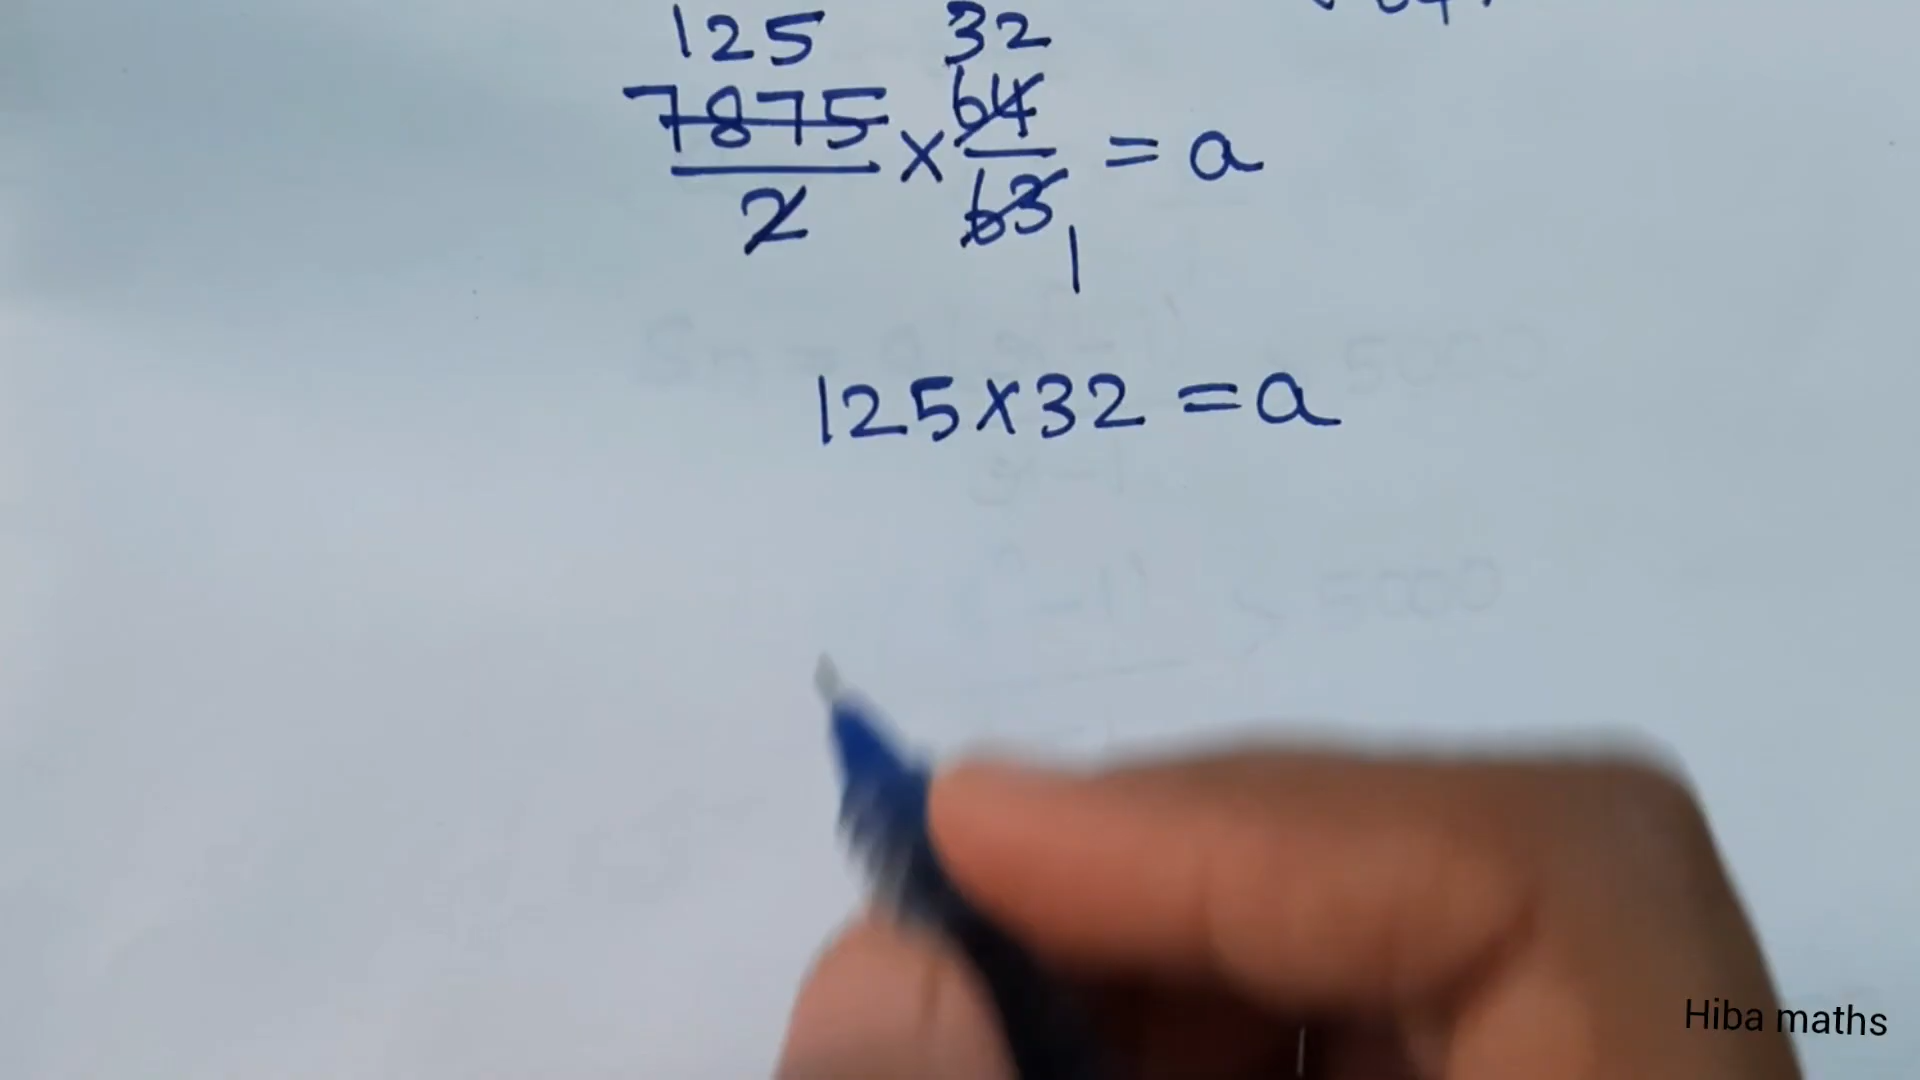 125 32
7875/2 × 64/63 = a
1
125×32 = a
Hiba maths